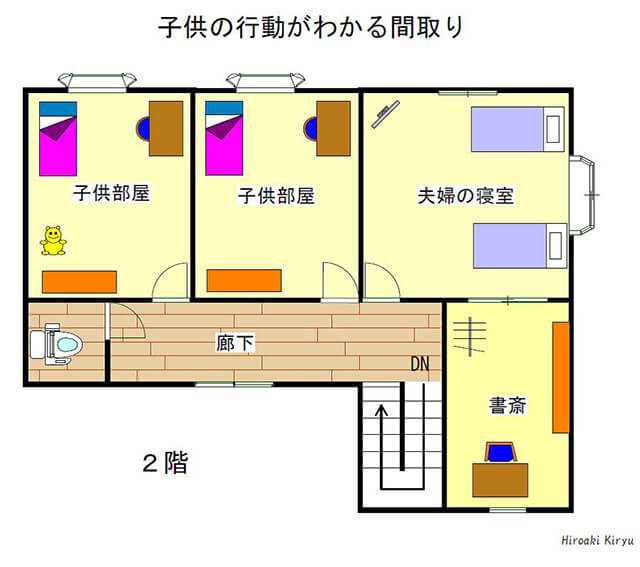 子供の行動がわかる間取り
子供部屋
子供部屋
夫婦の寝室
廊下
DN
書斎
２階
Hiroaki Kiryu